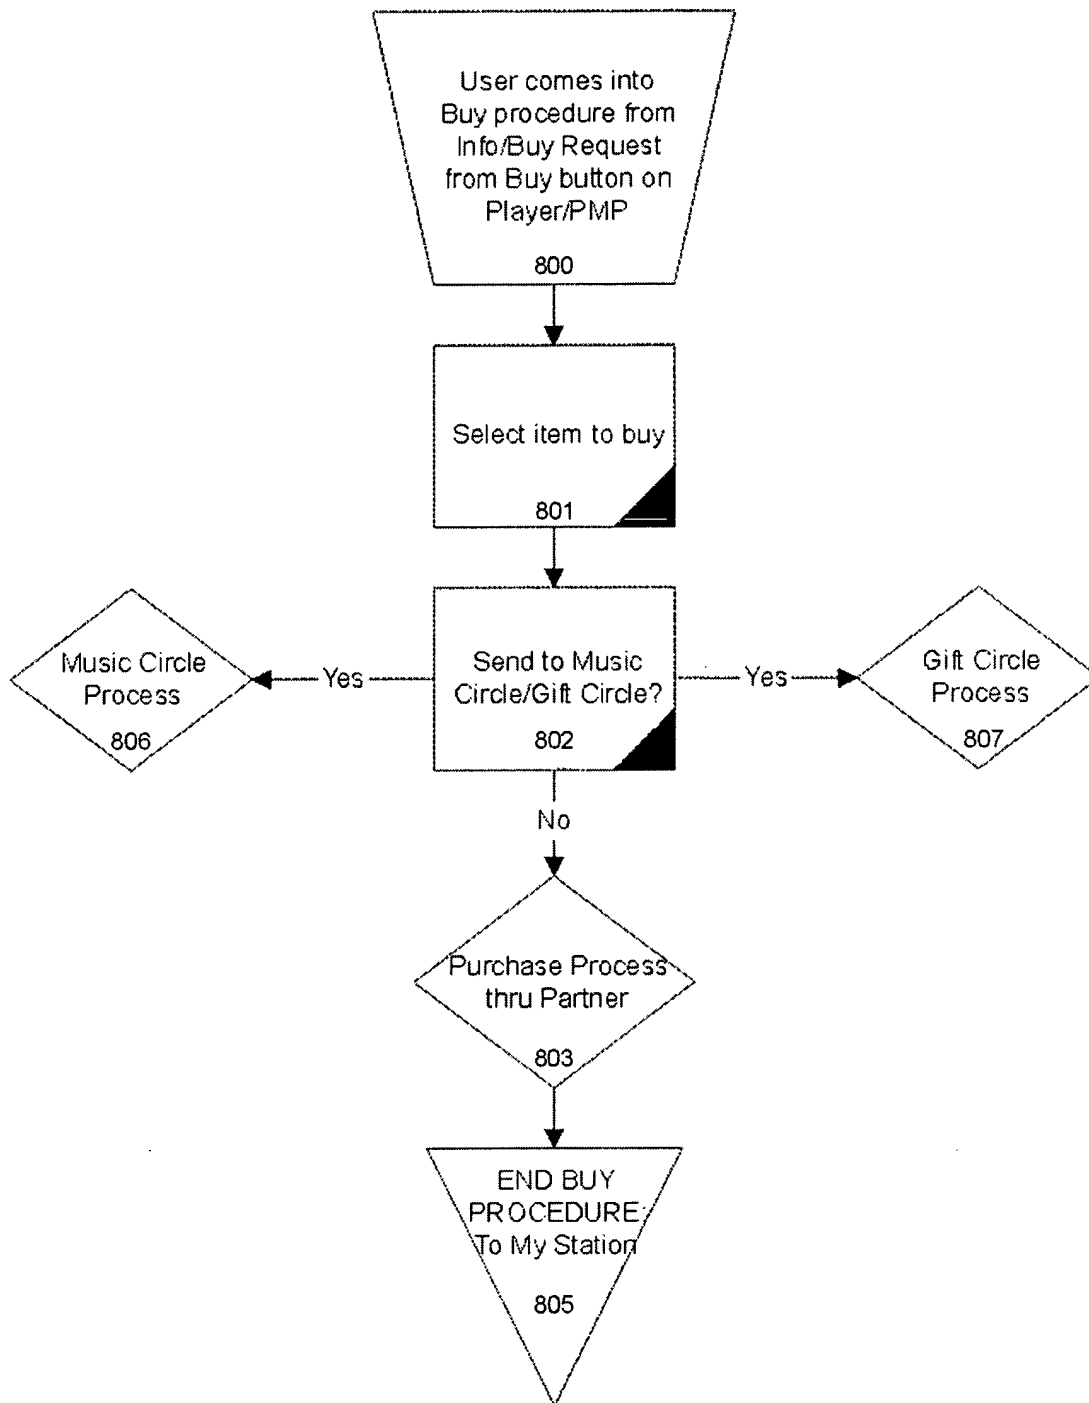 User comes into
Buy procedure from
Info/Buy Request
from Buy button on
Player/PMP
800
Select item to buy
801
Send to Music
Circle/Gift Circle?
802
Yes
Music Circle
Process
806
Yes
Gift Circle
Process
807
No
Purchase Process
thru Partner
803
END BUY
PROCEDURE:
To My Station
805